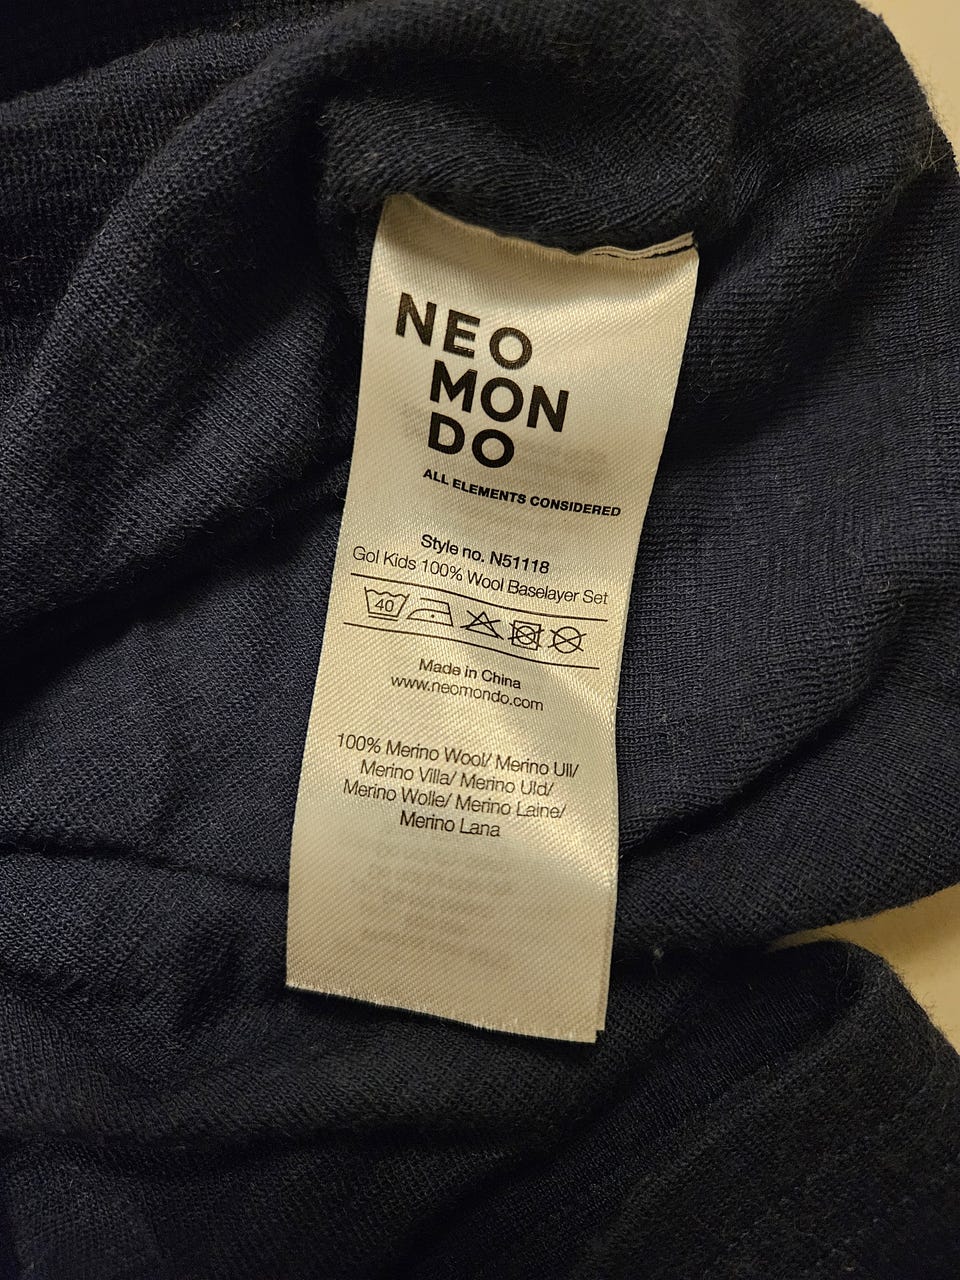 NEO
MON
DO
ALL ELEMENTS CONSIDERED
Style no. N51118
Gol Kids 100% Wool Baselayer Set
40
Made in China
www.neomondo.com
100% Merino Wool/ Merino Ull/
Merino Villa/ Merino Uld/
Merino Wolle/ Merino Laine/
Merino Lana